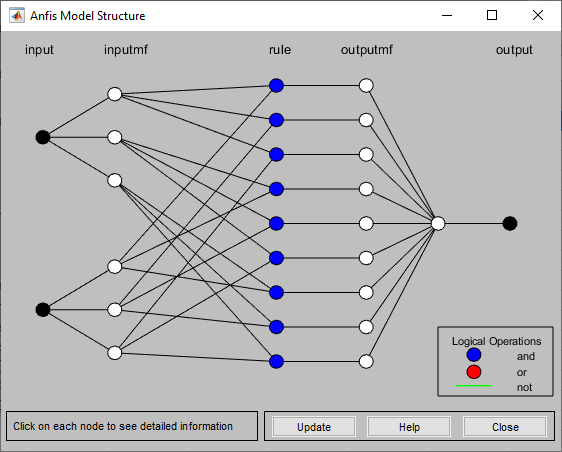 Anfis Model Structure
input inputmf rule outputmf output
Logical Operations
and
or
not
Click on each node to see detailed information
Update Help Close